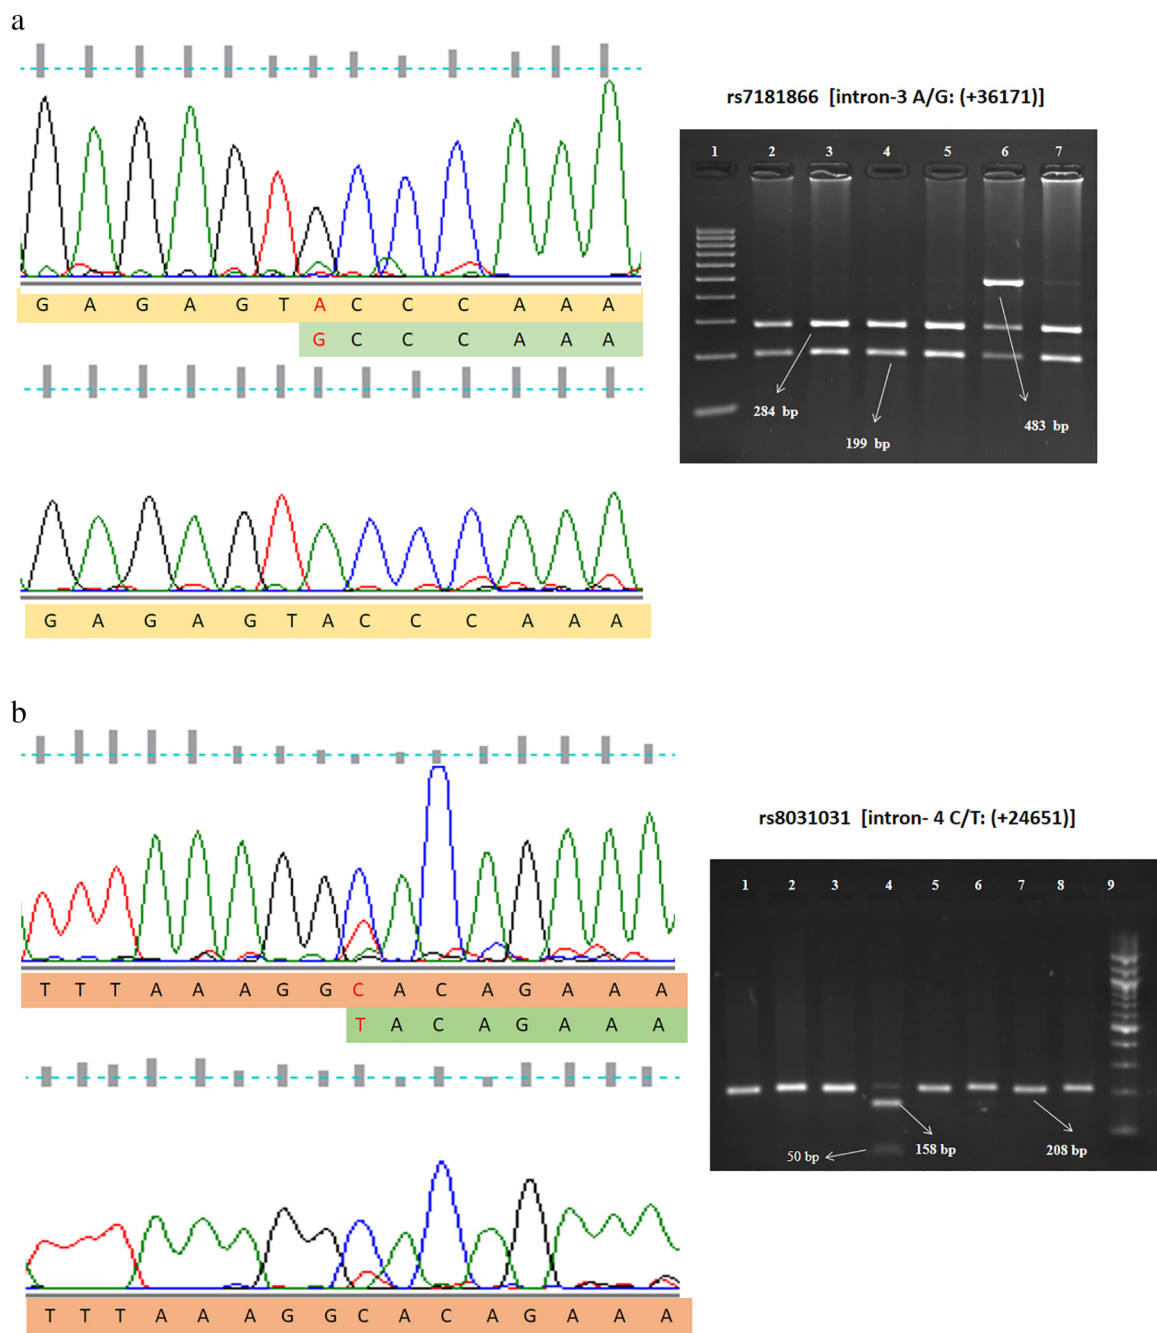 a
rs7181866 [intron-3 A/G: (+36171)]
1 2 3 4 5 6 7
284 bp
199 bp
483 bp
G A G A G T A C C C A A A
G C C C A A A
G A G A G T A C C C A A A
b
rs8031031 [intron- 4 C/T: (+24651)]
1 2 3 4 5 6 7 8 9
50 bp
158 bp
208 bp
T T T A A A G G C A C A G A A A
T A C A G A A A
T T T A A A G G C A C A G A A A